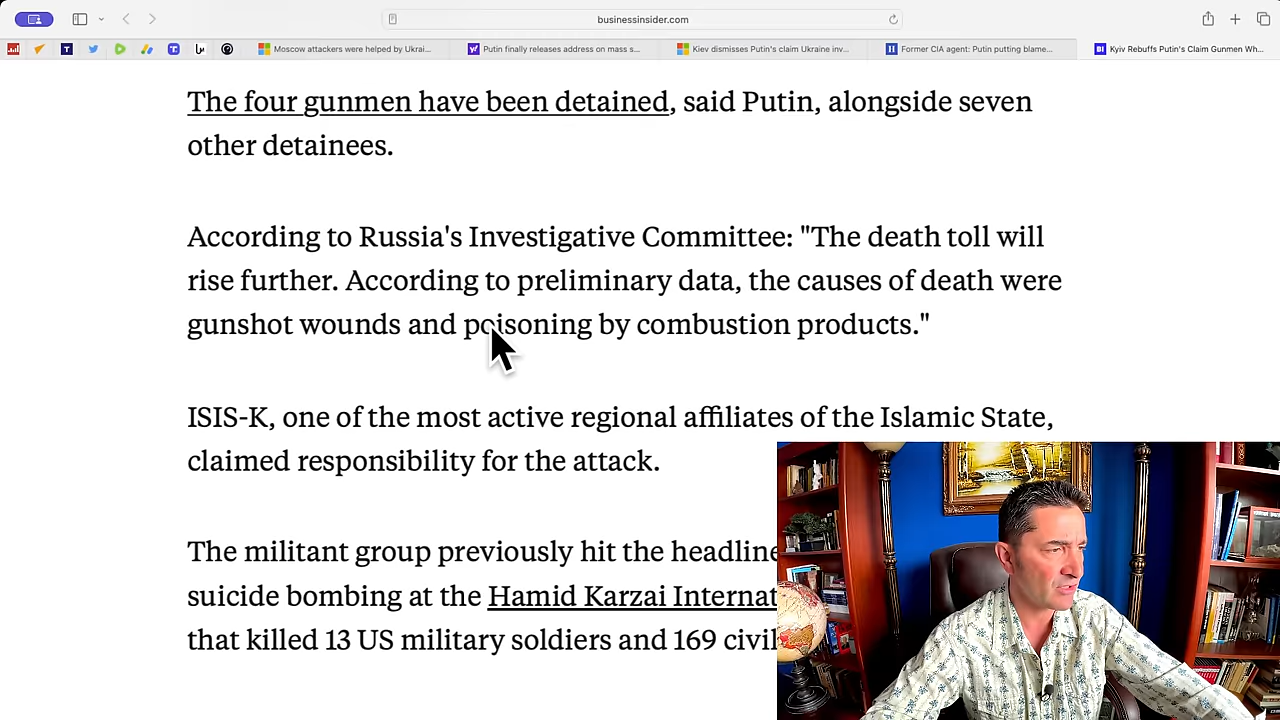 businessinsider.com
Moscow attackers were helped by Ukrai...
Putin finally releases address on mass s...
Kiev dismisses Putin's claim Ukraine inv...
Former CIA agent: Putin putting blame...
Kyiv Rebuffs Putin's Claim Gunmen Wh...
The four gunmen have been detained, said Putin, alongside seven
other detainees.
According to Russia's Investigative Committee: "The death toll will
rise further. According to preliminary data, the causes of death were
gunshot wounds and poisoning by combustion products."
ISIS-K, one of the most active regional affiliates of the Islamic State,
claimed responsibility for the attack.
The militant group previously hit the headline
suicide bombing at the Hamid Karzai Internat
that killed 13 US military soldiers and 169 civil